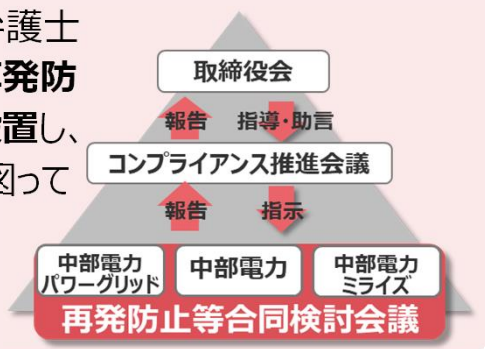 弁護士
発防
置し、
図って
取締役会
報告 指導・助言
コンプライアンス推進会議
報告 指示
中部電力
パワーグリッド
中部電力
中部電力
ミライズ
再発防止等合同検討会議